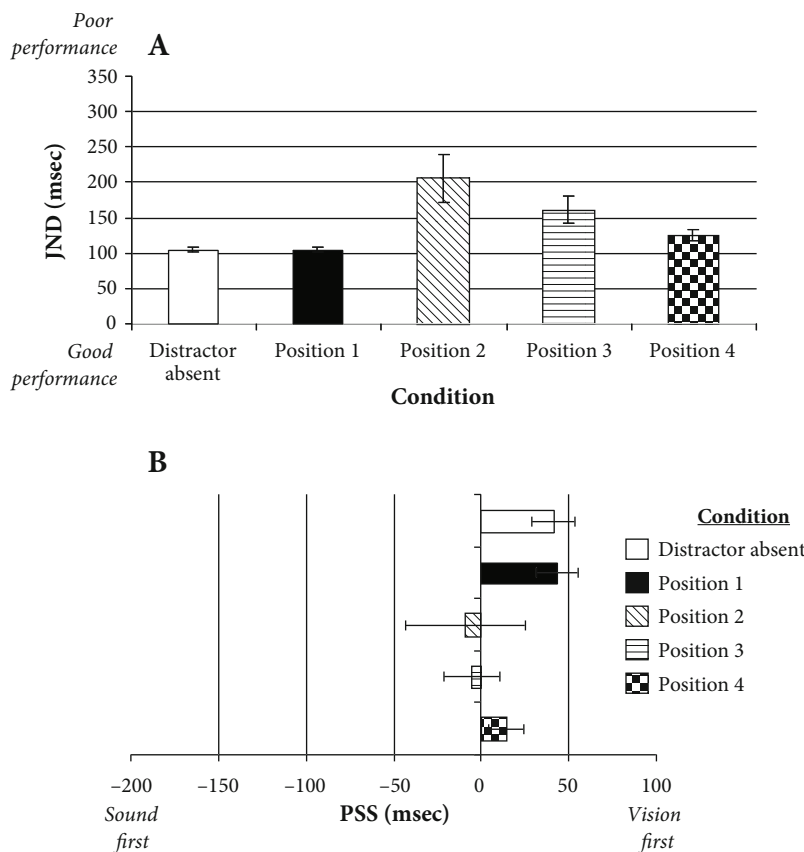 Poor
performance
A
350
300
250
200
150
100
50
0
JND (msec)
Good
performance
Distractor
absent
Position 1
Position 2
Position 3
Position 4
Condition
B
Condition
Distractor absent
Position 1
Position 2
Position 3
Position 4
−200
−150
−100
−50
0
50
100
Sound
first
PSS (msec)
Vision
first